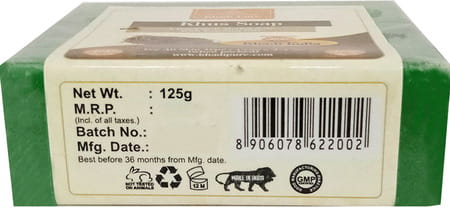 Khus Soap
Net Wt. : 125g
M.R.P. :
(Incl. of all taxes.)
Batch No.:
Mfg. Date.:
Best before 36 months from Mfg. date.
8 906078 622002
NOT TESTED
ON ANIMALS
12 M
MADE IN INDIA
GMP